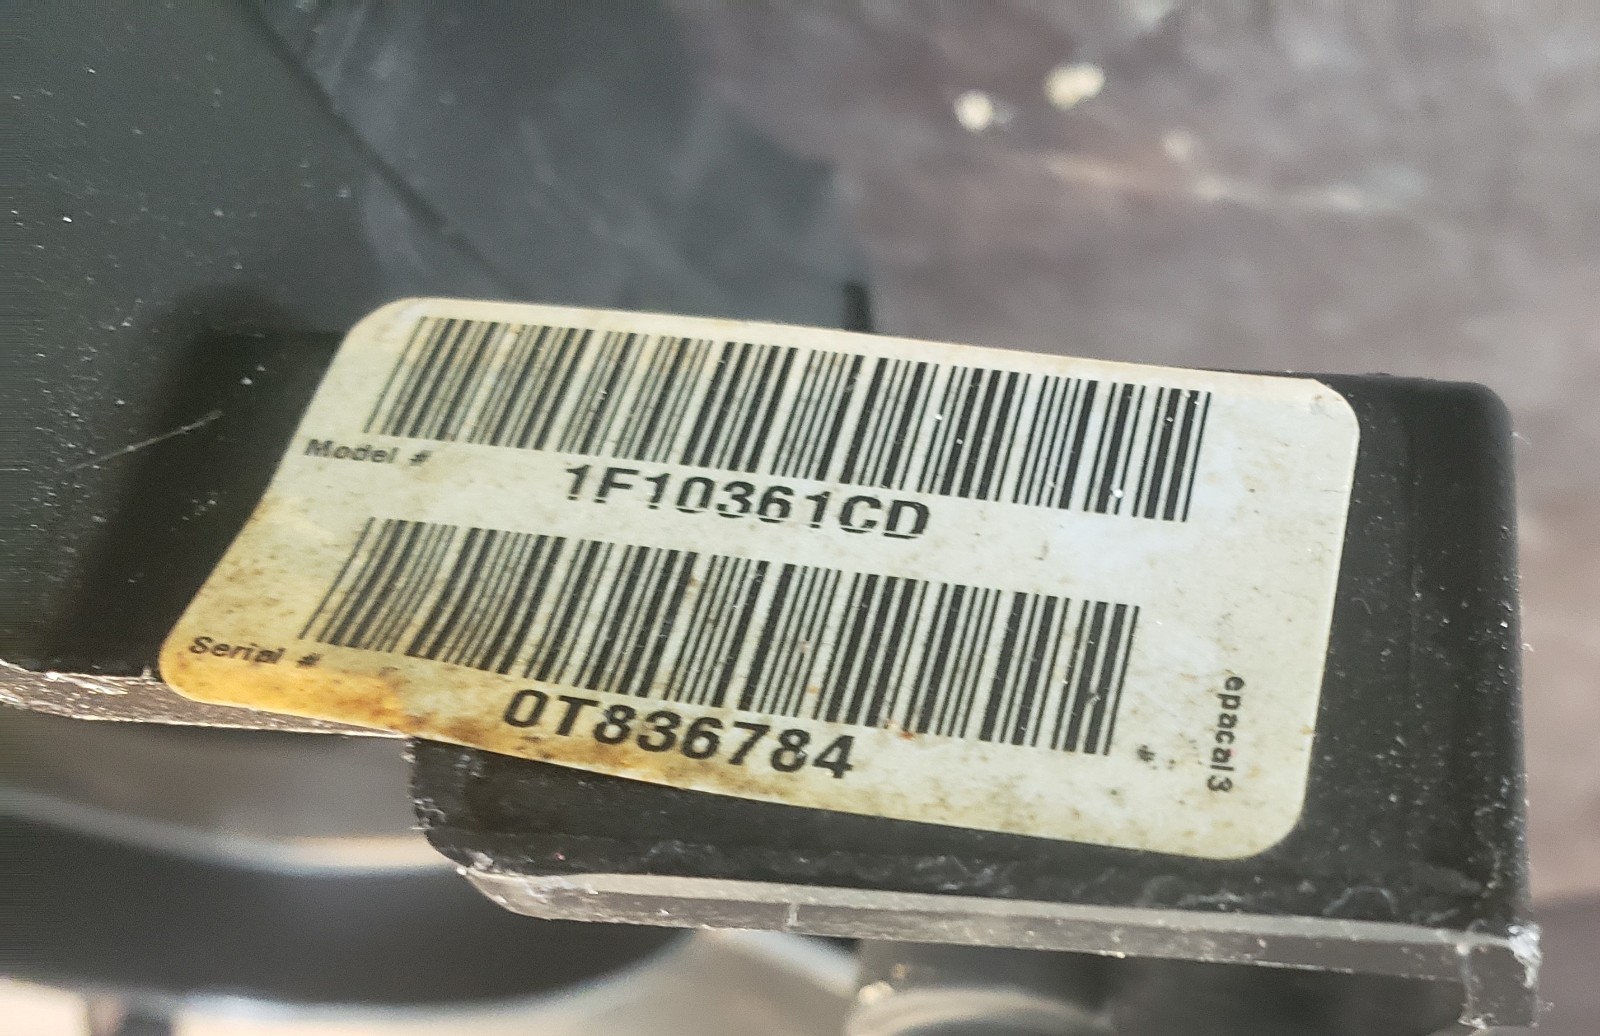 Model #
1F10361CD
Serial #
0T836784
#
epacal3